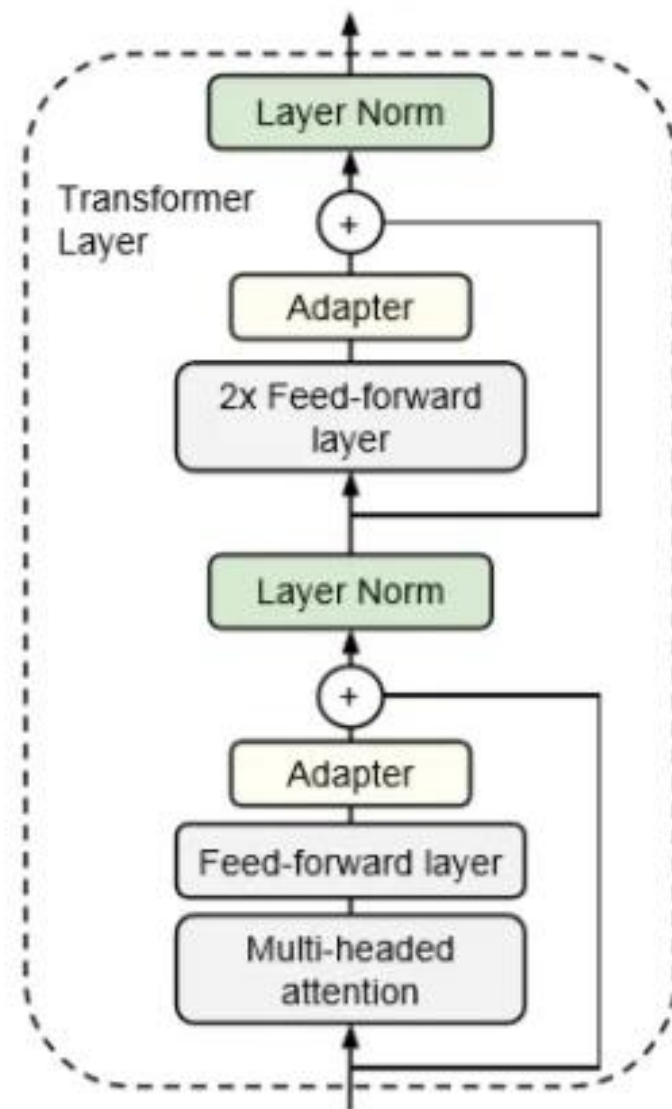 Layer Norm
Transformer
Layer
+
Adapter
2x Feed-forward
layer
Layer Norm
+
Adapter
Feed-forward layer
Multi-headed
attention